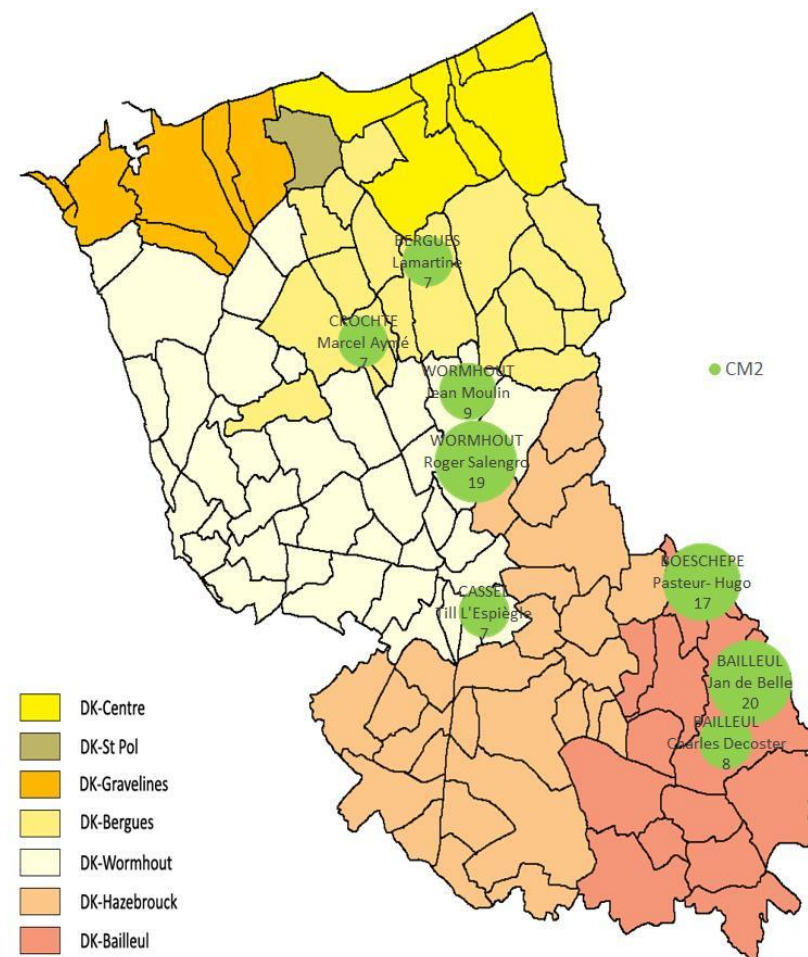 BERGUES
Lamartine
7
CROCHTE
Marcel Aymé
7
CM2
WORMHOUT
Jean Moulin
9
WORMHOUT
Roger Salengro
19
BOESCHEPE
Pasteur- Hugo
17
CASSEL
Till L'Espiègle
7
BAILLEUL
Jan de Belle
20
BAILLEUL
Charles Decoster
8
DK-Centre
DK-St Pol
DK-Gravelines
DK-Bergues
DK-Wormhout
DK-Hazebrouck
DK-Bailleul